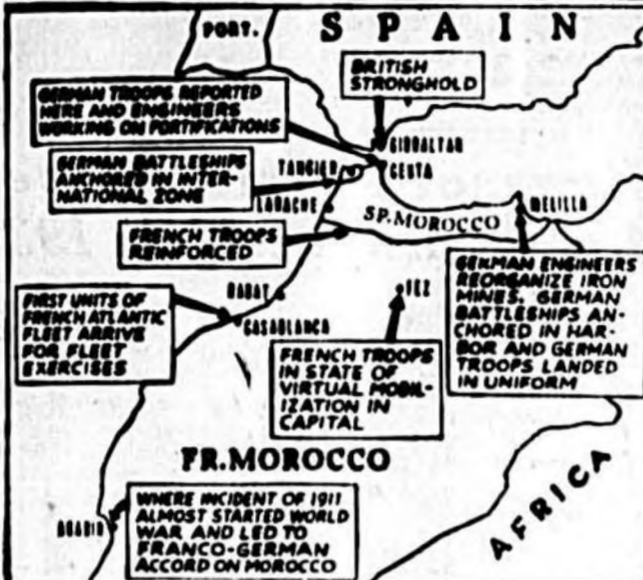 PORT.
SPAIN
BRITISH
STRONGHOLD
GERMAN TROOPS REPORTED
HERE AND ENGINEERS
WORKING ON FORTIFICATIONS
GIBRALTAR
GERMAN BATTLESHIPS
ANCHORED IN INTER-
NATIONAL ZONE
TANGIER
CEUTA
LARACHE
SP. MOROCCO
MELILLA
FRENCH TROOPS
REINFORCED
GERMAN ENGINEERS
REORGANIZE IRON
MINES. GERMAN
BATTLESHIPS AN-
CHORED IN HAR-
BOR AND GERMAN
TROOPS LANDED
IN UNIFORM
FIRST UNITS OF
FRENCH ATLANTIC
FLEET ARRIVE
FOR FLEET
EXERCISES
RABAT
FEZ
CASABLANCA
FRENCH TROOPS
IN STATE OF
VIRTUAL MOBIL-
IZATION IN
CAPITAL
FR. MOROCCO
AFRICA
WHERE INCIDENT OF 1911
ALMOST STARTED WORLD
WAR AND LED TO
FRANCO-GERMAN
ACCORD ON MOROCCO